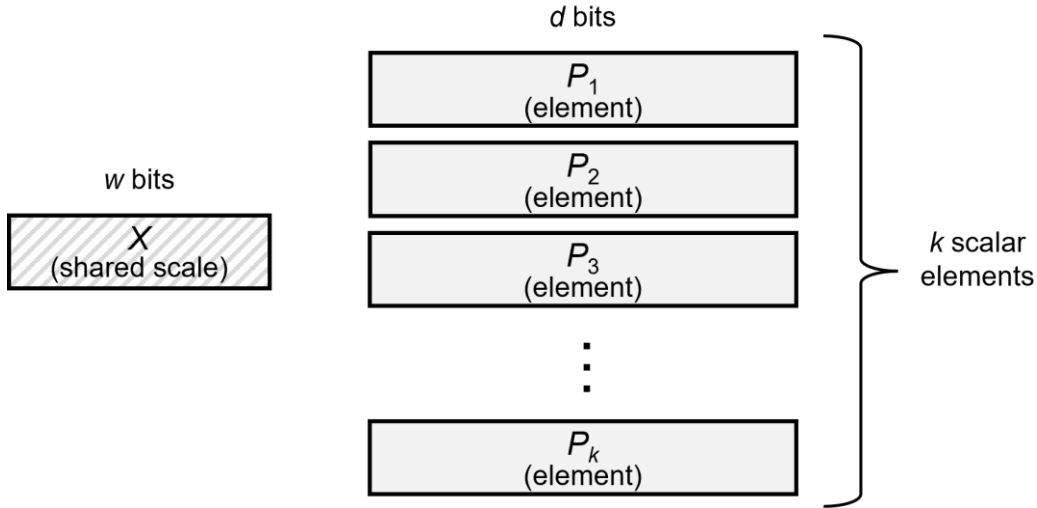 d bits
P1
(element)
P2
(element)
w bits
X
(shared scale)
P3
(element)
k scalar
elements
Pk
(element)